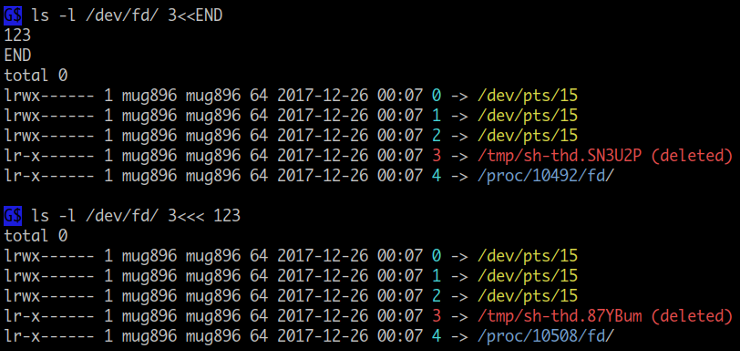 G$ ls -l /dev/fd/ 3<<END
123
END
total 0
lrwx------ 1 mug896 mug896 64 2017-12-26 00:07 0 -> /dev/pts/15
lrwx------ 1 mug896 mug896 64 2017-12-26 00:07 1 -> /dev/pts/15
lrwx------ 1 mug896 mug896 64 2017-12-26 00:07 2 -> /dev/pts/15
lr-x------ 1 mug896 mug896 64 2017-12-26 00:07 3 -> /tmp/sh-thd.SN3U2P (deleted)
lr-x------ 1 mug896 mug896 64 2017-12-26 00:07 4 -> /proc/10492/fd/
G$ ls -l /dev/fd/ 3<<< 123
total 0
lrwx------ 1 mug896 mug896 64 2017-12-26 00:07 0 -> /dev/pts/15
lrwx------ 1 mug896 mug896 64 2017-12-26 00:07 1 -> /dev/pts/15
lrwx------ 1 mug896 mug896 64 2017-12-26 00:07 2 -> /dev/pts/15
lr-x------ 1 mug896 mug896 64 2017-12-26 00:07 3 -> /tmp/sh-thd.87YBum (deleted)
lr-x------ 1 mug896 mug896 64 2017-12-26 00:07 4 -> /proc/10508/fd/